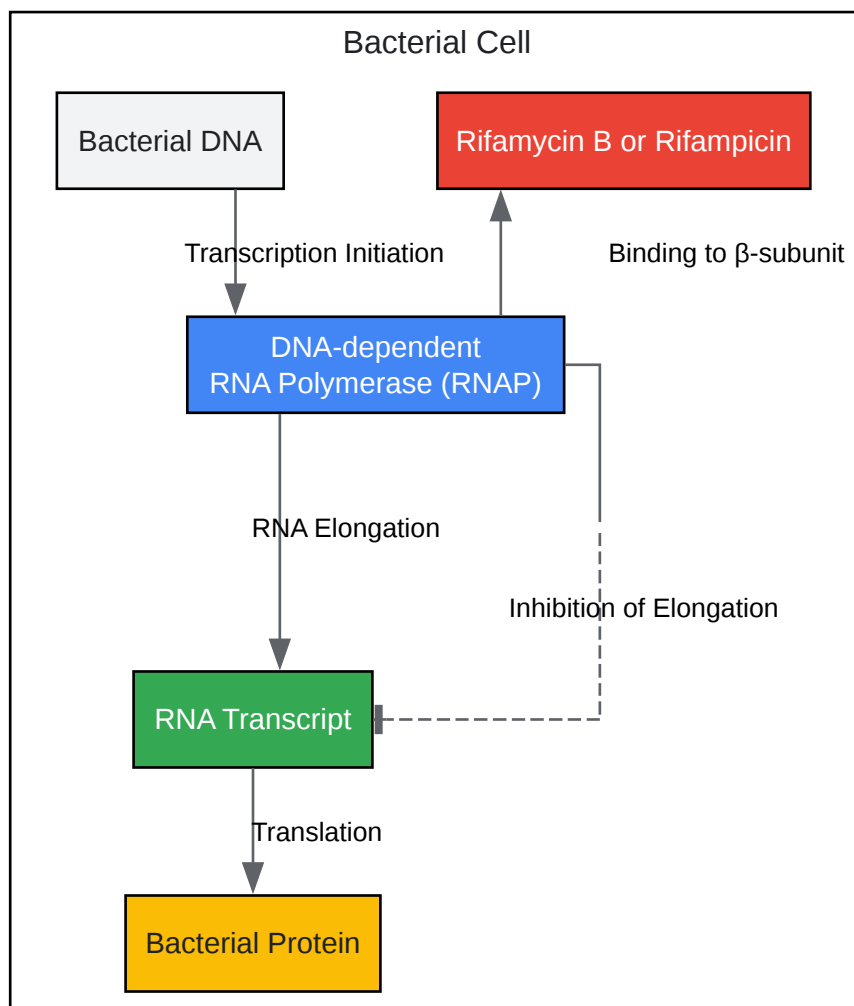 Bacterial Cell
Bacterial DNA
Rifamycin B or Rifampicin
Transcription Initiation
Binding to β-subunit
DNA-dependent
RNA Polymerase (RNAP)
RNA Elongation
Inhibition of Elongation
RNA Transcript
Translation
Bacterial Protein